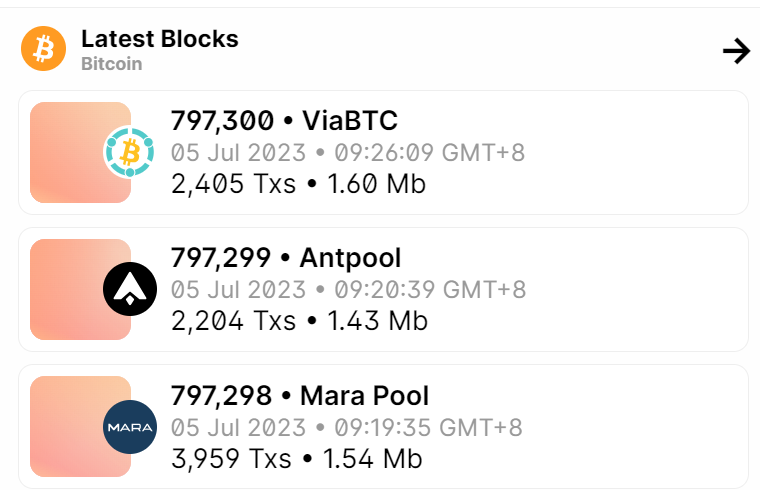 Latest Blocks
Bitcoin
797,300 • ViaBTC
05 Jul 2023 • 09:26:09 GMT+8
2,405 Txs • 1.60 Mb
797,299 • Antpool
05 Jul 2023 • 09:20:39 GMT+8
2,204 Txs • 1.43 Mb
797,298 • Mara Pool
MARA
05 Jul 2023 • 09:19:35 GMT+8
3,959 Txs • 1.54 Mb